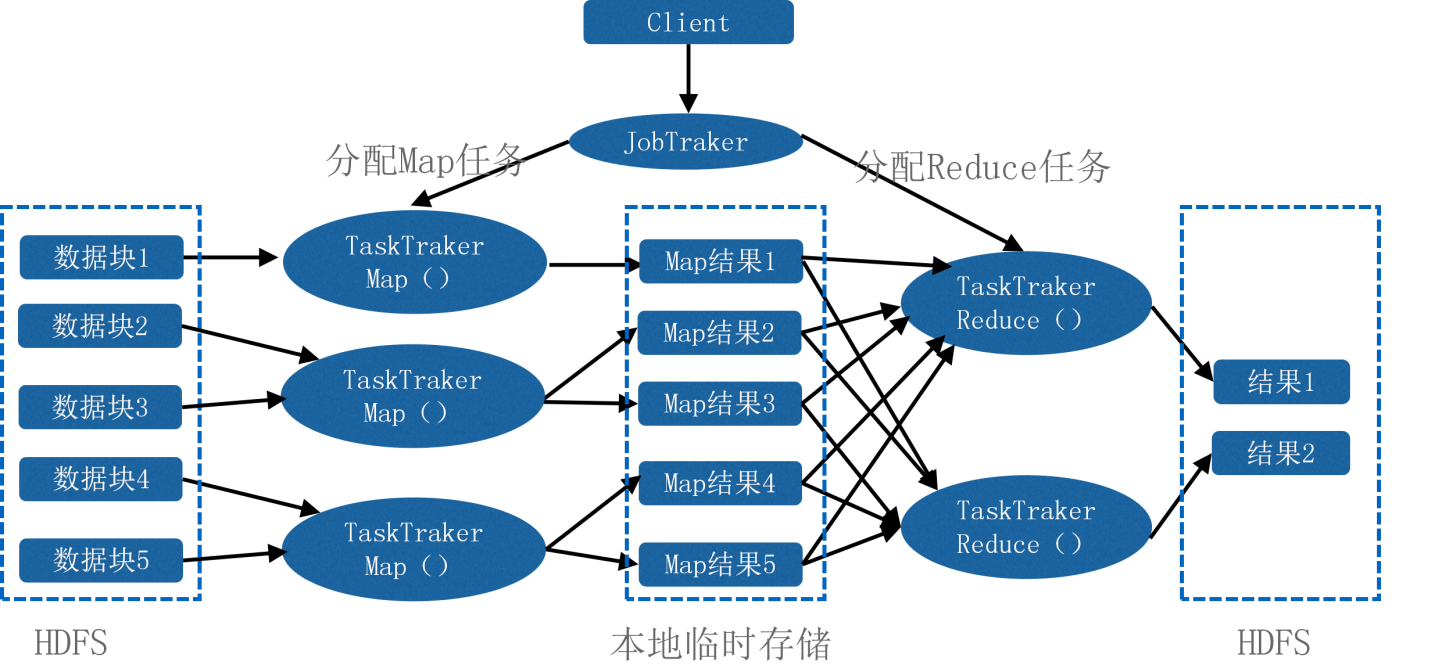 Client
JobTraker
分配Map任务
分配Reduce任务
数据块1
数据块2
数据块3
数据块4
数据块5
HDFS
TaskTraker
Map（）
TaskTraker
Map（）
TaskTraker
Map（）
Map结果1
Map结果2
Map结果3
Map结果4
Map结果5
本地临时存储
TaskTraker
Reduce（）
TaskTraker
Reduce（）
结果1
结果2
HDFS